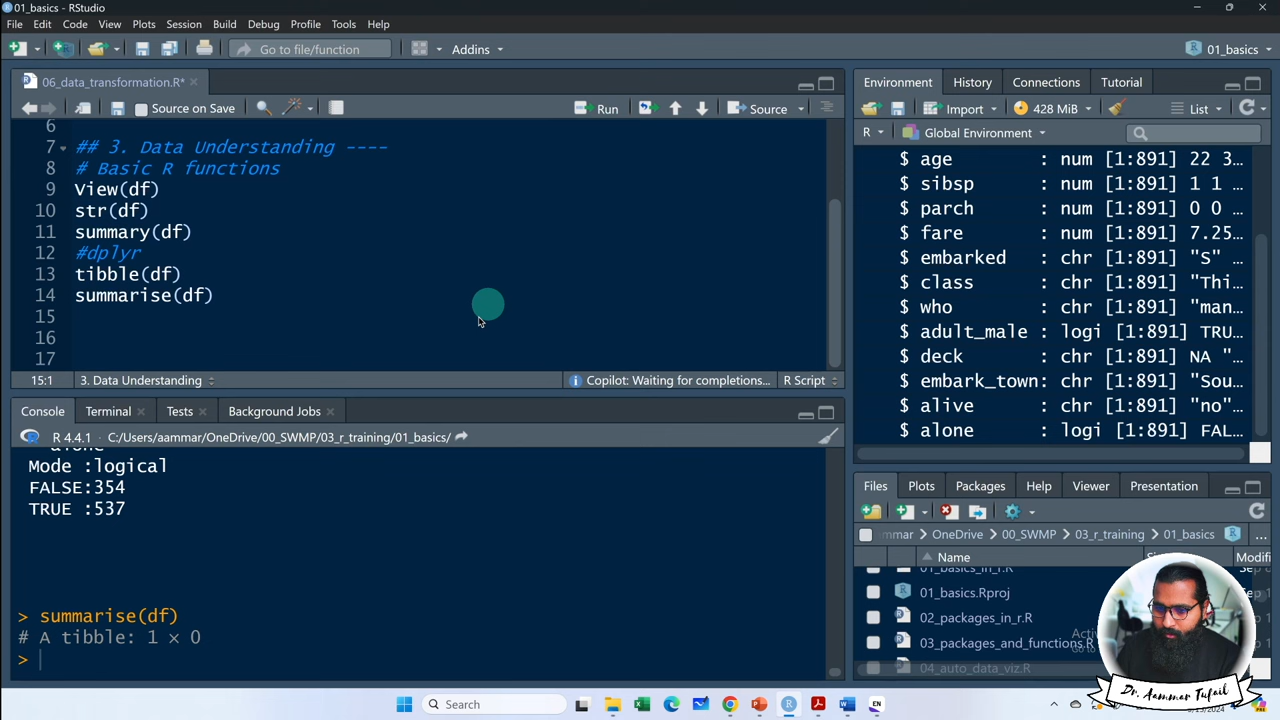 01_basics - RStudio
File Edit Code View Plots Session Build Debug Profile Tools Help
Go to file/function Addins 01_basics
06_data_transformation.R*
Source on Save Run Source
6
7 ## 3. Data Understanding ----
8 # Basic R functions
9 View(df)
10 str(df)
11 summary(df)
12 #dplyr
13 tibble(df)
14 summarise(df)
15
16
17
15:1 3. Data Understanding Copilot: Waiting for completions... R Script
Console Terminal Tests Background Jobs
R 4.4.1 · C:/Users/aammar/OneDrive/00_SWMP/03_r_training/01_basics/
Mode :logical
FALSE:354
TRUE :537
> summarise(df)
# A tibble: 1 × 0
>
Environment History Connections Tutorial
Import 428 MiB List
R Global Environment
$ age : num [1:891] 22 3...
$ sibsp : num [1:891] 1 1 ...
$ parch : num [1:891] 0 0 ...
$ fare : num [1:891] 7.25...
$ embarked : chr [1:891] "S" ...
$ class : chr [1:891] "Thi...
$ who : chr [1:891] "man...
$ adult_male : logi [1:891] TRU...
$ deck : chr [1:891] NA "...
$ embark_town: chr [1:891] "Sou...
$ alive : chr [1:891] "no"...
$ alone : logi [1:891] FAL...
Files Plots Packages Help Viewer Presentation
mmar OneDrive 00_SWMP 03_r_training 01_basics ...
Name Modifi
01_basics_in_r.R
01_basics.Rproj
02_packages_in_r.R
03_packages_and_functions.R
04_auto_data_viz.R
Dr. Aammar Tufail
Search
EN